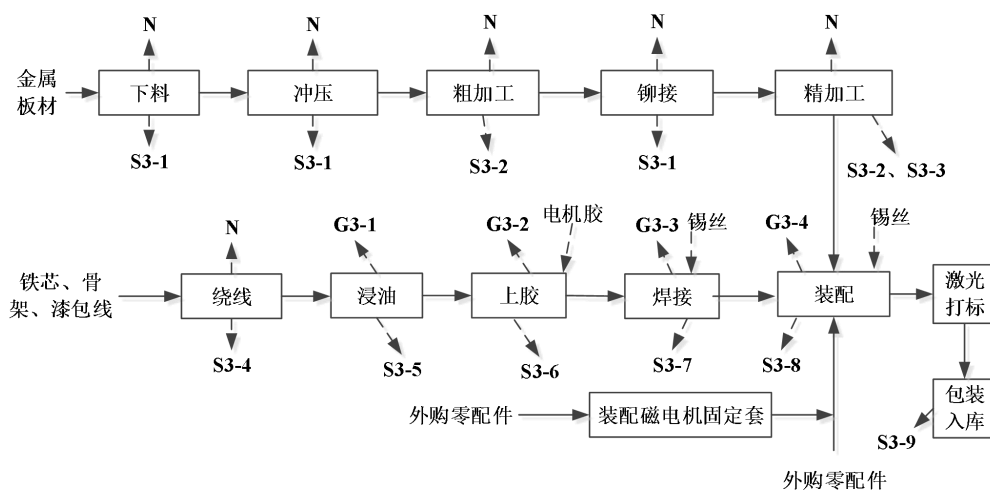 N
N
N
N
N
金属
板材
下料
冲压
粗加工
铆接
精加工
S3-1
S3-1
S3-2
S3-1
S3-2、S3-3
N
G3-1
G3-2
电机胶
G3-3
锡丝
G3-4
锡丝
铁芯、骨
架、漆包线
绕线
浸油
上胶
焊接
装配
激光
打标
S3-4
S3-5
S3-6
S3-7
S3-8
外购零配件
装配磁电机固定套
包装
入库
S3-9
外购零配件